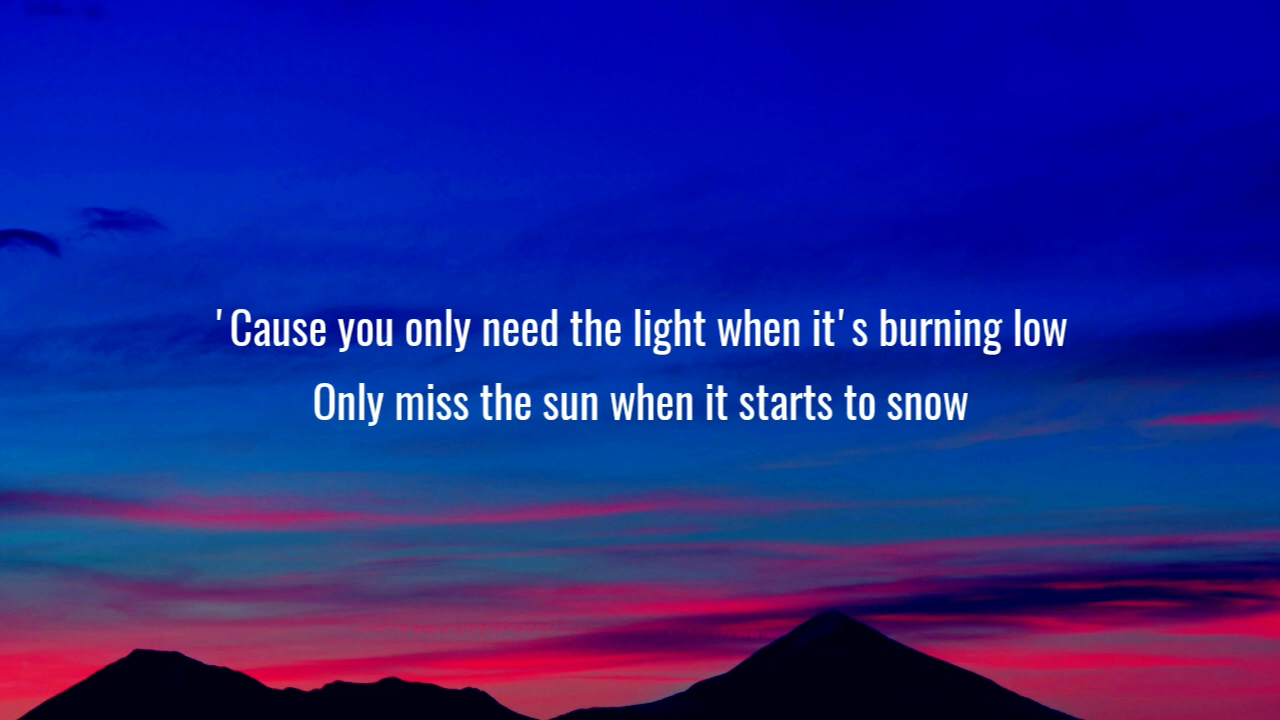 'Cause you only need the light when it's burning low
Only miss the sun when it starts to snow